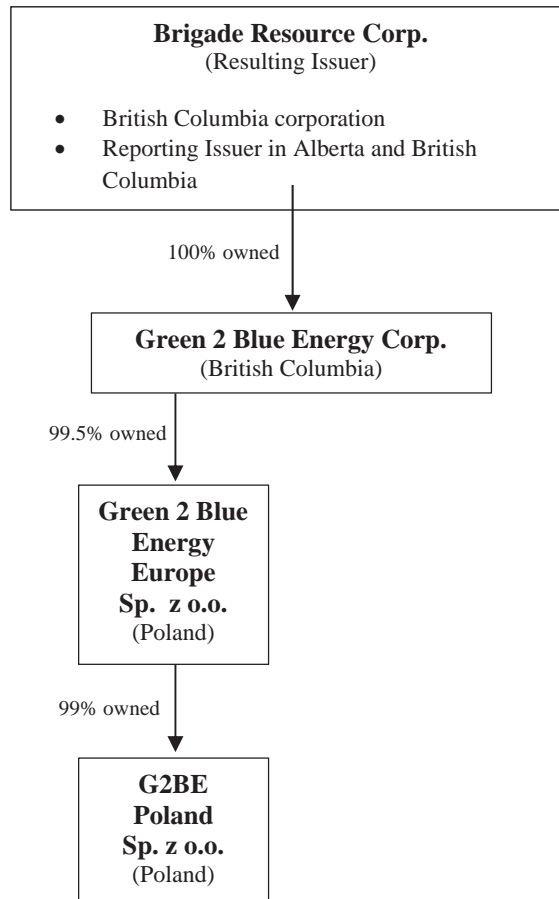 Brigade Resource Corp.
(Resulting Issuer)
• British Columbia corporation
• Reporting Issuer in Alberta and British
Columbia
100% owned
Green 2 Blue Energy Corp.
(British Columbia)
99.5% owned
Green 2 Blue
Energy
Europe
Sp. z o.o.
(Poland)
99% owned
G2BE
Poland
Sp. z o.o.
(Poland)